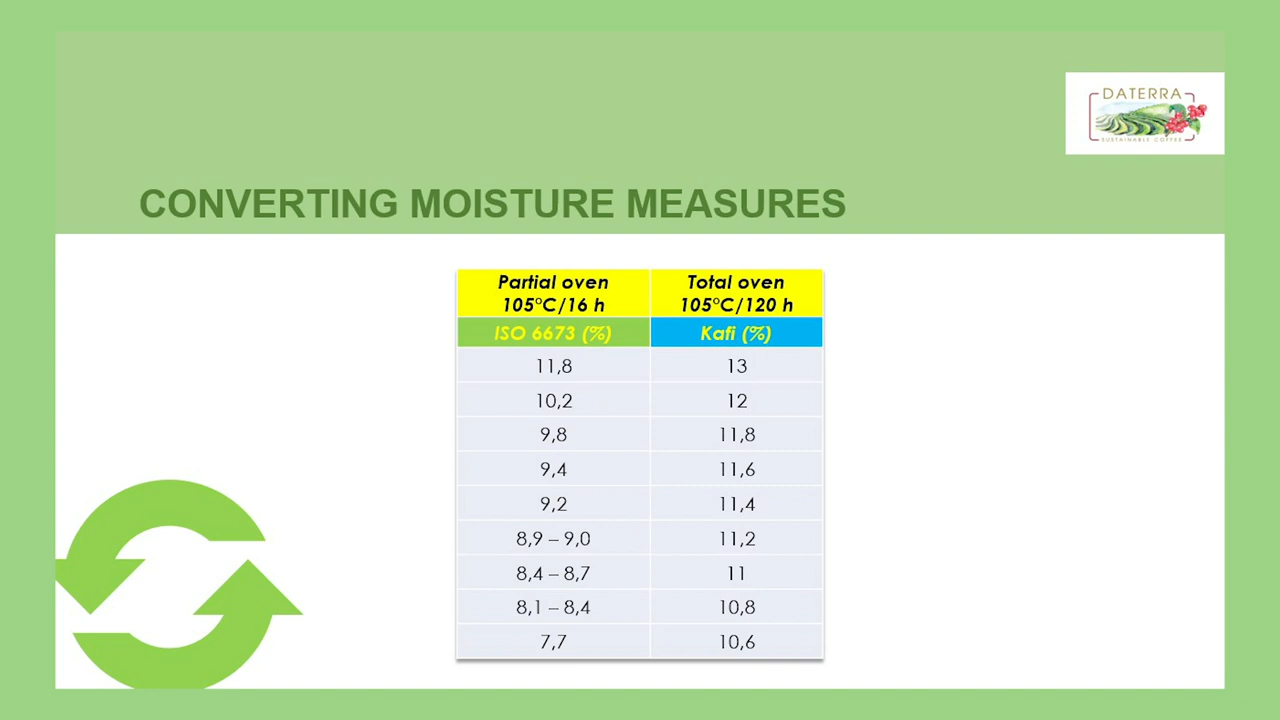 DATERRA
SUSTAINABLE COFFEE
CONVERTING MOISTURE MEASURES
Partial oven Total oven
105°C/16 h 105°C/120 h
ISO 6673 (%) Kafi (%)
11,8 13
10,2 12
9,8 11,8
9,4 11,6
9,2 11,4
8,9 – 9,0 11,2
8,4 – 8,7 11
8,1 – 8,4 10,8
7,7 10,6